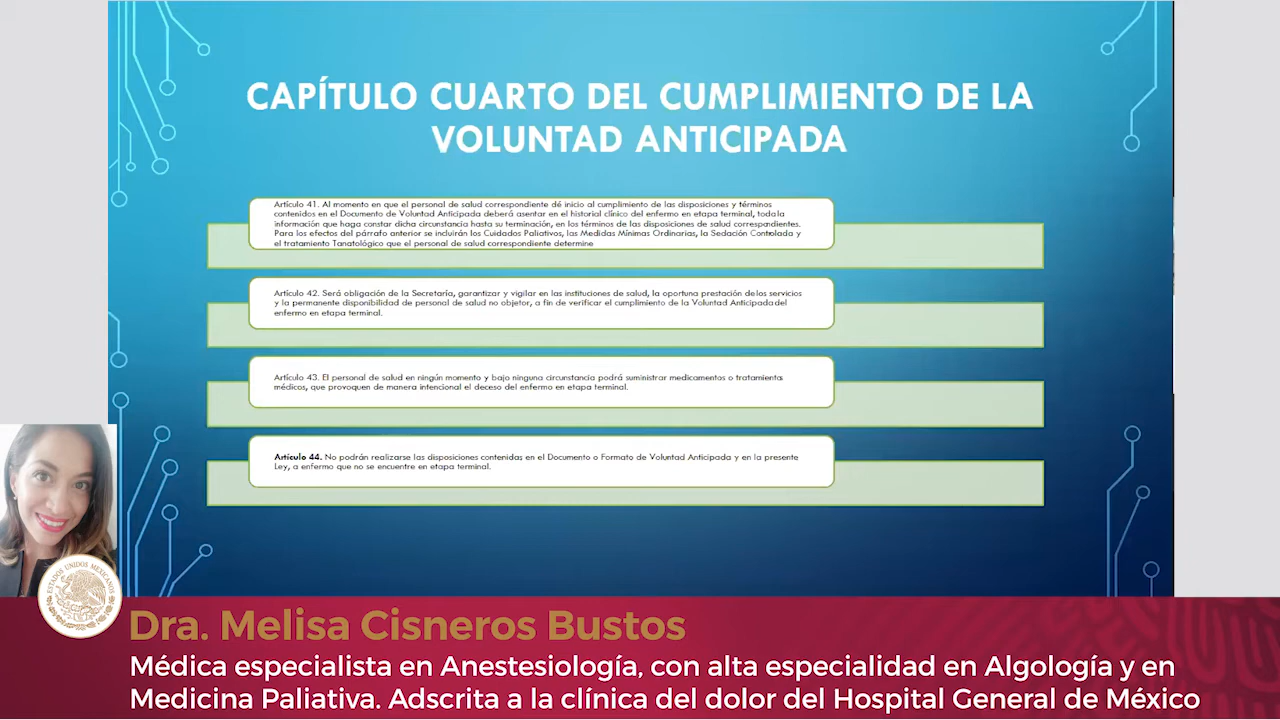 CAPÍTULO CUARTO DEL CUMPLIMIENTO DE LA
VOLUNTAD ANTICIPADA
Artículo 41. Al momento en que el personal de salud correspondiente dé inicio al cumplimiento de las disposiciones y términos
contenidos en el Documento de Voluntad Anticipada deberá asentar en el historial clínico del enfermo en etapa terminal, toda la
información que haga constar dicha circunstancia hasta su terminación, en los términos de las disposiciones de salud correspondientes.
Para los efectos del párrafo anterior se incluirán los Cuidados Paliativos, las Medidas Mínimas Ordinarias, la Sedación Controlada y
el tratamiento Tanatológico que el personal de salud correspondiente determine
Artículo 42. Será obligación de la Secretaría, garantizar y vigilar en las instituciones de salud, la oportuna prestación de los servicios
y la permanente disponibilidad de personal de salud no objetor, a fin de verificar el cumplimiento de la Voluntad Anticipada del
enfermo en etapa terminal.
Artículo 43. El personal de salud en ningún momento y bajo ninguna circunstancia podrá suministrar medicamentos o tratamientos
médicos, que provoquen de manera intencional el deceso del enfermo en etapa terminal.
Artículo 44. No podrán realizarse las disposiciones contenidas en el Documento o Formato de Voluntad Anticipada y en la presente
Ley, a enfermo que no se encuentre en etapa terminal.
ESTADOS UNIDOS MEXICANOS
Dra. Melisa Cisneros Bustos
Médica especialista en Anestesiología, con alta especialidad en Algología y en
Medicina Paliativa. Adscrita a la clínica del dolor del Hospital General de México